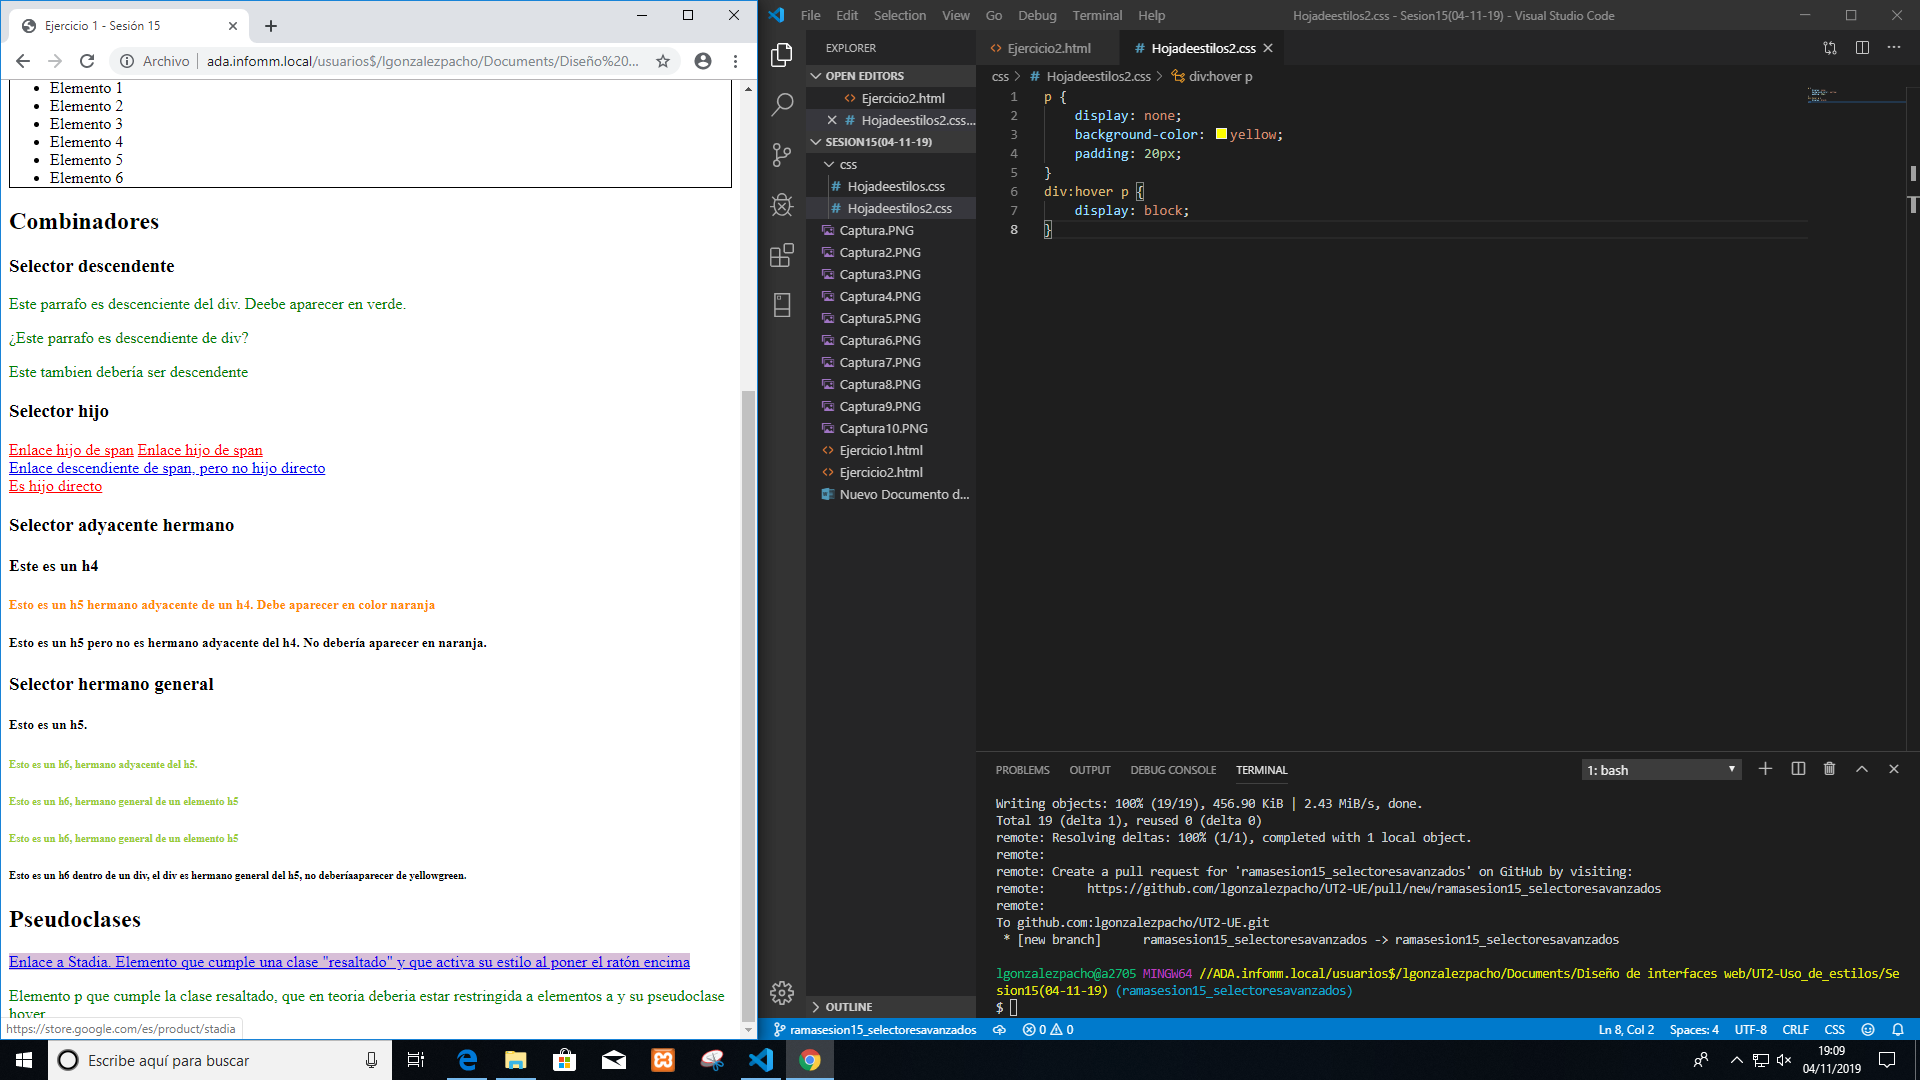 Ejercicio 1 - Sesión 15
Archivo ada.infomm.local/usuarios$/lgonzalezpacho/Documents/Diseño%20...
Elemento 1
Elemento 2
Elemento 3
Elemento 4
Elemento 5
Elemento 6
Combinadores
Selector descendente
Este parrafo es descenciente del div. Deebe aparecer en verde.
¿Este parrafo es descendiente de div?
Este tambien debería ser descendente
Selector hijo
Enlace hijo de span Enlace hijo de span
Enlace descendiente de span, pero no hijo directo
Es hijo directo
Selector adyacente hermano
Este es un h4
Esto es un h5 hermano adyacente de un h4. Debe aparecer en color naranja
Esto es un h5 pero no es hermano adyacente del h4. No debería aparecer en naranja.
Selector hermano general
Esto es un h5.
Esto es un h6, hermano adyacente del h5.
Esto es un h6, hermano general de un elemento h5
Esto es un h6, hermano general de un elemento h5
Esto es un h6 dentro de un div, el div es hermano general del h5, no deberíaaparecer de yellowgreen.
Pseudoclases
Enlace a Stadia. Elemento que cumple una clase "resaltado" y que activa su estilo al poner el ratón encima
Elemento p que cumple la clase resaltado, que en teoria deberia estar restringida a elementos a y su pseudoclase
hover
https://store.google.com/es/product/stadia
File Edit Selection View Go Debug Terminal Help
Hojadeestilos2.css - Sesion15(04-11-19) - Visual Studio Code
EXPLORER
OPEN EDITORS
Ejercicio2.html
Hojadeestilos2.css...
SESION15(04-11-19)
css
Hojadeestilos.css
Hojadeestilos2.css
Captura.PNG
Captura2.PNG
Captura3.PNG
Captura4.PNG
Captura5.PNG
Captura6.PNG
Captura7.PNG
Captura8.PNG
Captura9.PNG
Captura10.PNG
Ejercicio1.html
Ejercicio2.html
Nuevo Documento d...
OUTLINE
Ejercicio2.html # Hojadeestilos2.css
css > # Hojadeestilos2.css > div:hover p
1 p {
2 display: none;
3 background-color: yellow;
4 padding: 20px;
5 }
6 div:hover p {
7 display: block;
8 }
PROBLEMS OUTPUT DEBUG CONSOLE TERMINAL 1: bash
Writing objects: 100% (19/19), 456.90 KiB | 2.43 MiB/s, done.
Total 19 (delta 1), reused 0 (delta 0)
remote: Resolving deltas: 100% (1/1), completed with 1 local object.
remote:
remote: Create a pull request for 'ramasesion15_selectoresavanzados' on GitHub by visiting:
remote: https://github.com/lgonzalezpacho/UT2-UE/pull/new/ramasesion15_selectoresavanzados
remote:
To github.com:lgonzalezpacho/UT2-UE.git
* [new branch] ramasesion15_selectoresavanzados -> ramasesion15_selectoresavanzados
lgonzalezpacho@a2705 MINGW64 //ADA.infomm.local/usuarios$/lgonzalezpacho/Documents/Diseño de interfaces web/UT2-Uso_de_estilos/Se
sion15(04-11-19) (ramasesion15_selectoresavanzados)
$
ramasesion15_selectoresavanzados 0 0 Ln 8, Col 2 Spaces: 4 UTF-8 CRLF CSS
Escribe aquí para buscar
19:09
04/11/2019